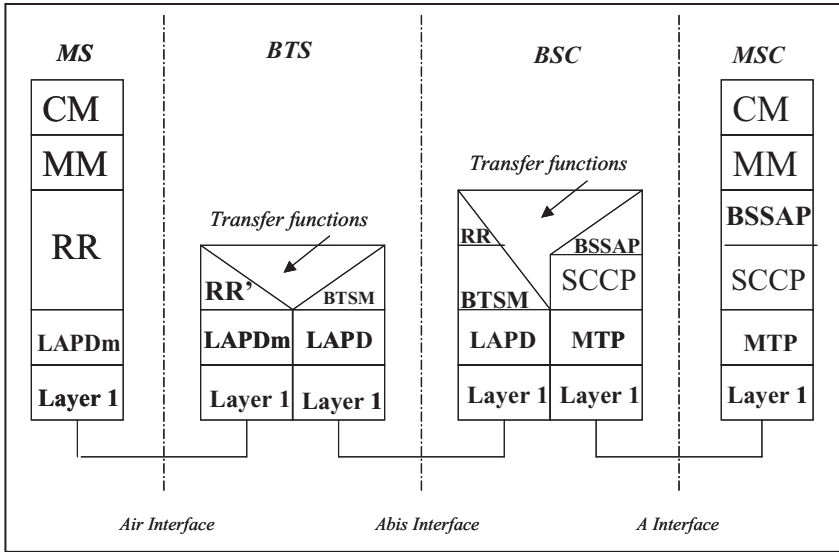 MS
BTS
BSC
MSC
CM
MM
RR
LAPDm
Layer 1
Transfer functions
RR’
BTSM
LAPDm
LAPD
Layer 1
Layer 1
Transfer functions
RR
BSSAP
SCCP
BTSM
LAPD
MTP
Layer 1
Layer 1
CM
MM
BSSAP
SCCP
MTP
Layer 1
Air Interface
Abis Interface
A Interface